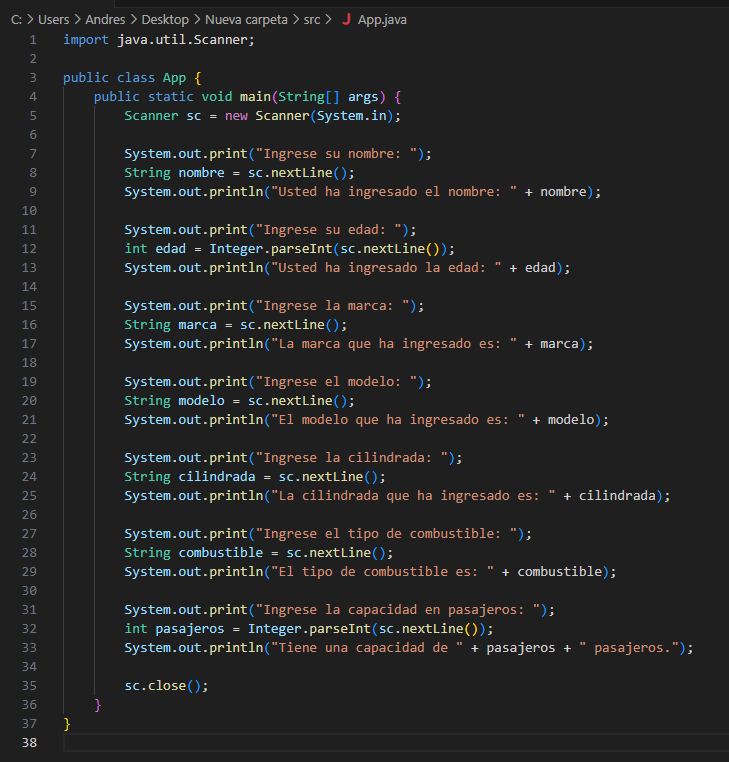 C: > Users > Andres > Desktop > Nueva carpeta > src > J App.java
1 import java.util.Scanner;
2
3 public class App {
4     public static void main(String[] args) {
5         Scanner sc = new Scanner(System.in);
6
7         System.out.print("Ingrese su nombre: ");
8         String nombre = sc.nextLine();
9         System.out.println("Usted ha ingresado el nombre: " + nombre);
10
11         System.out.print("Ingrese su edad: ");
12         int edad = Integer.parseInt(sc.nextLine());
13         System.out.println("Usted ha ingresado la edad: " + edad);
14
15         System.out.print("Ingrese la marca: ");
16         String marca = sc.nextLine();
17         System.out.println("La marca que ha ingresado es: " + marca);
18
19         System.out.print("Ingrese el modelo: ");
20         String modelo = sc.nextLine();
21         System.out.println("El modelo que ha ingresado es: " + modelo);
22
23         System.out.print("Ingrese la cilindrada: ");
24         String cilindrada = sc.nextLine();
25         System.out.println("La cilindrada que ha ingresado es: " + cilindrada);
26
27         System.out.print("Ingrese el tipo de combustible: ");
28         String combustible = sc.nextLine();
29         System.out.println("El tipo de combustible es: " + combustible);
30
31         System.out.print("Ingrese la capacidad en pasajeros: ");
32         int pasajeros = Integer.parseInt(sc.nextLine());
33         System.out.println("Tiene una capacidad de " + pasajeros + " pasajeros.");
34
35         sc.close();
36     }
37 }
38